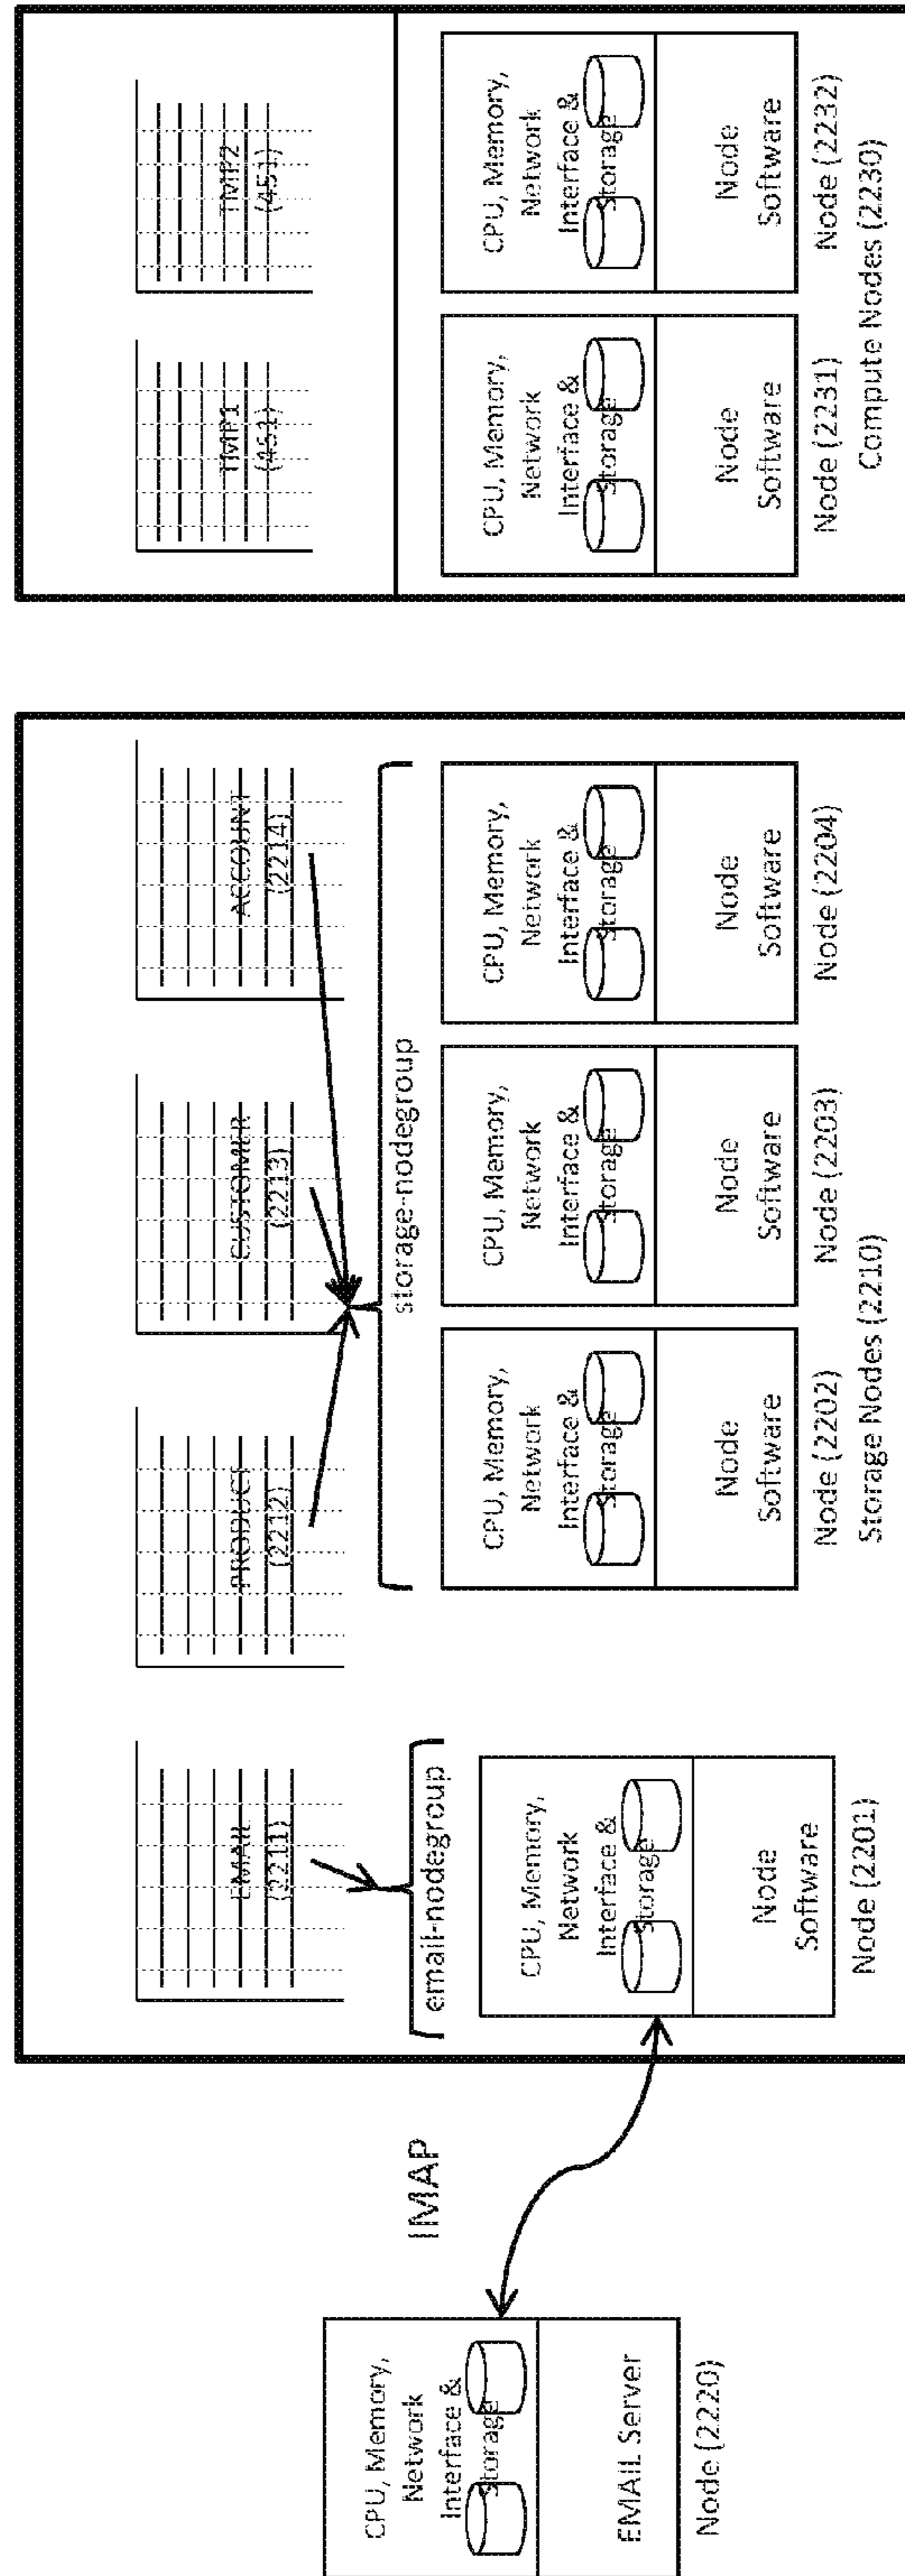 CPU, Memory,
Network
Interface &
Storage
EMAIL Server
Node (2220)
IMAP
EMAIL
(2211)
email-nodegroup
CPU, Memory,
Network
Interface &
Storage
Node
Software
Node (2201)
PRODUCT
(2212)
CUSTOMER
(2213)
ACCOUNT
(2214)
storage-nodegroup
CPU, Memory,
Network
Interface &
Storage
Node
Software
Node (2202)
CPU, Memory,
Network
Interface &
Storage
Node
Software
Node (2203)
CPU, Memory,
Network
Interface &
Storage
Node
Software
Node (2204)
Storage Nodes (2210)
TMP1
(451)
TMP2
(451)
CPU, Memory,
Network
Interface &
Storage
Node
Software
Node (2231)
CPU, Memory,
Network
Interface &
Storage
Node
Software
Node (2232)
Compute Nodes (2230)